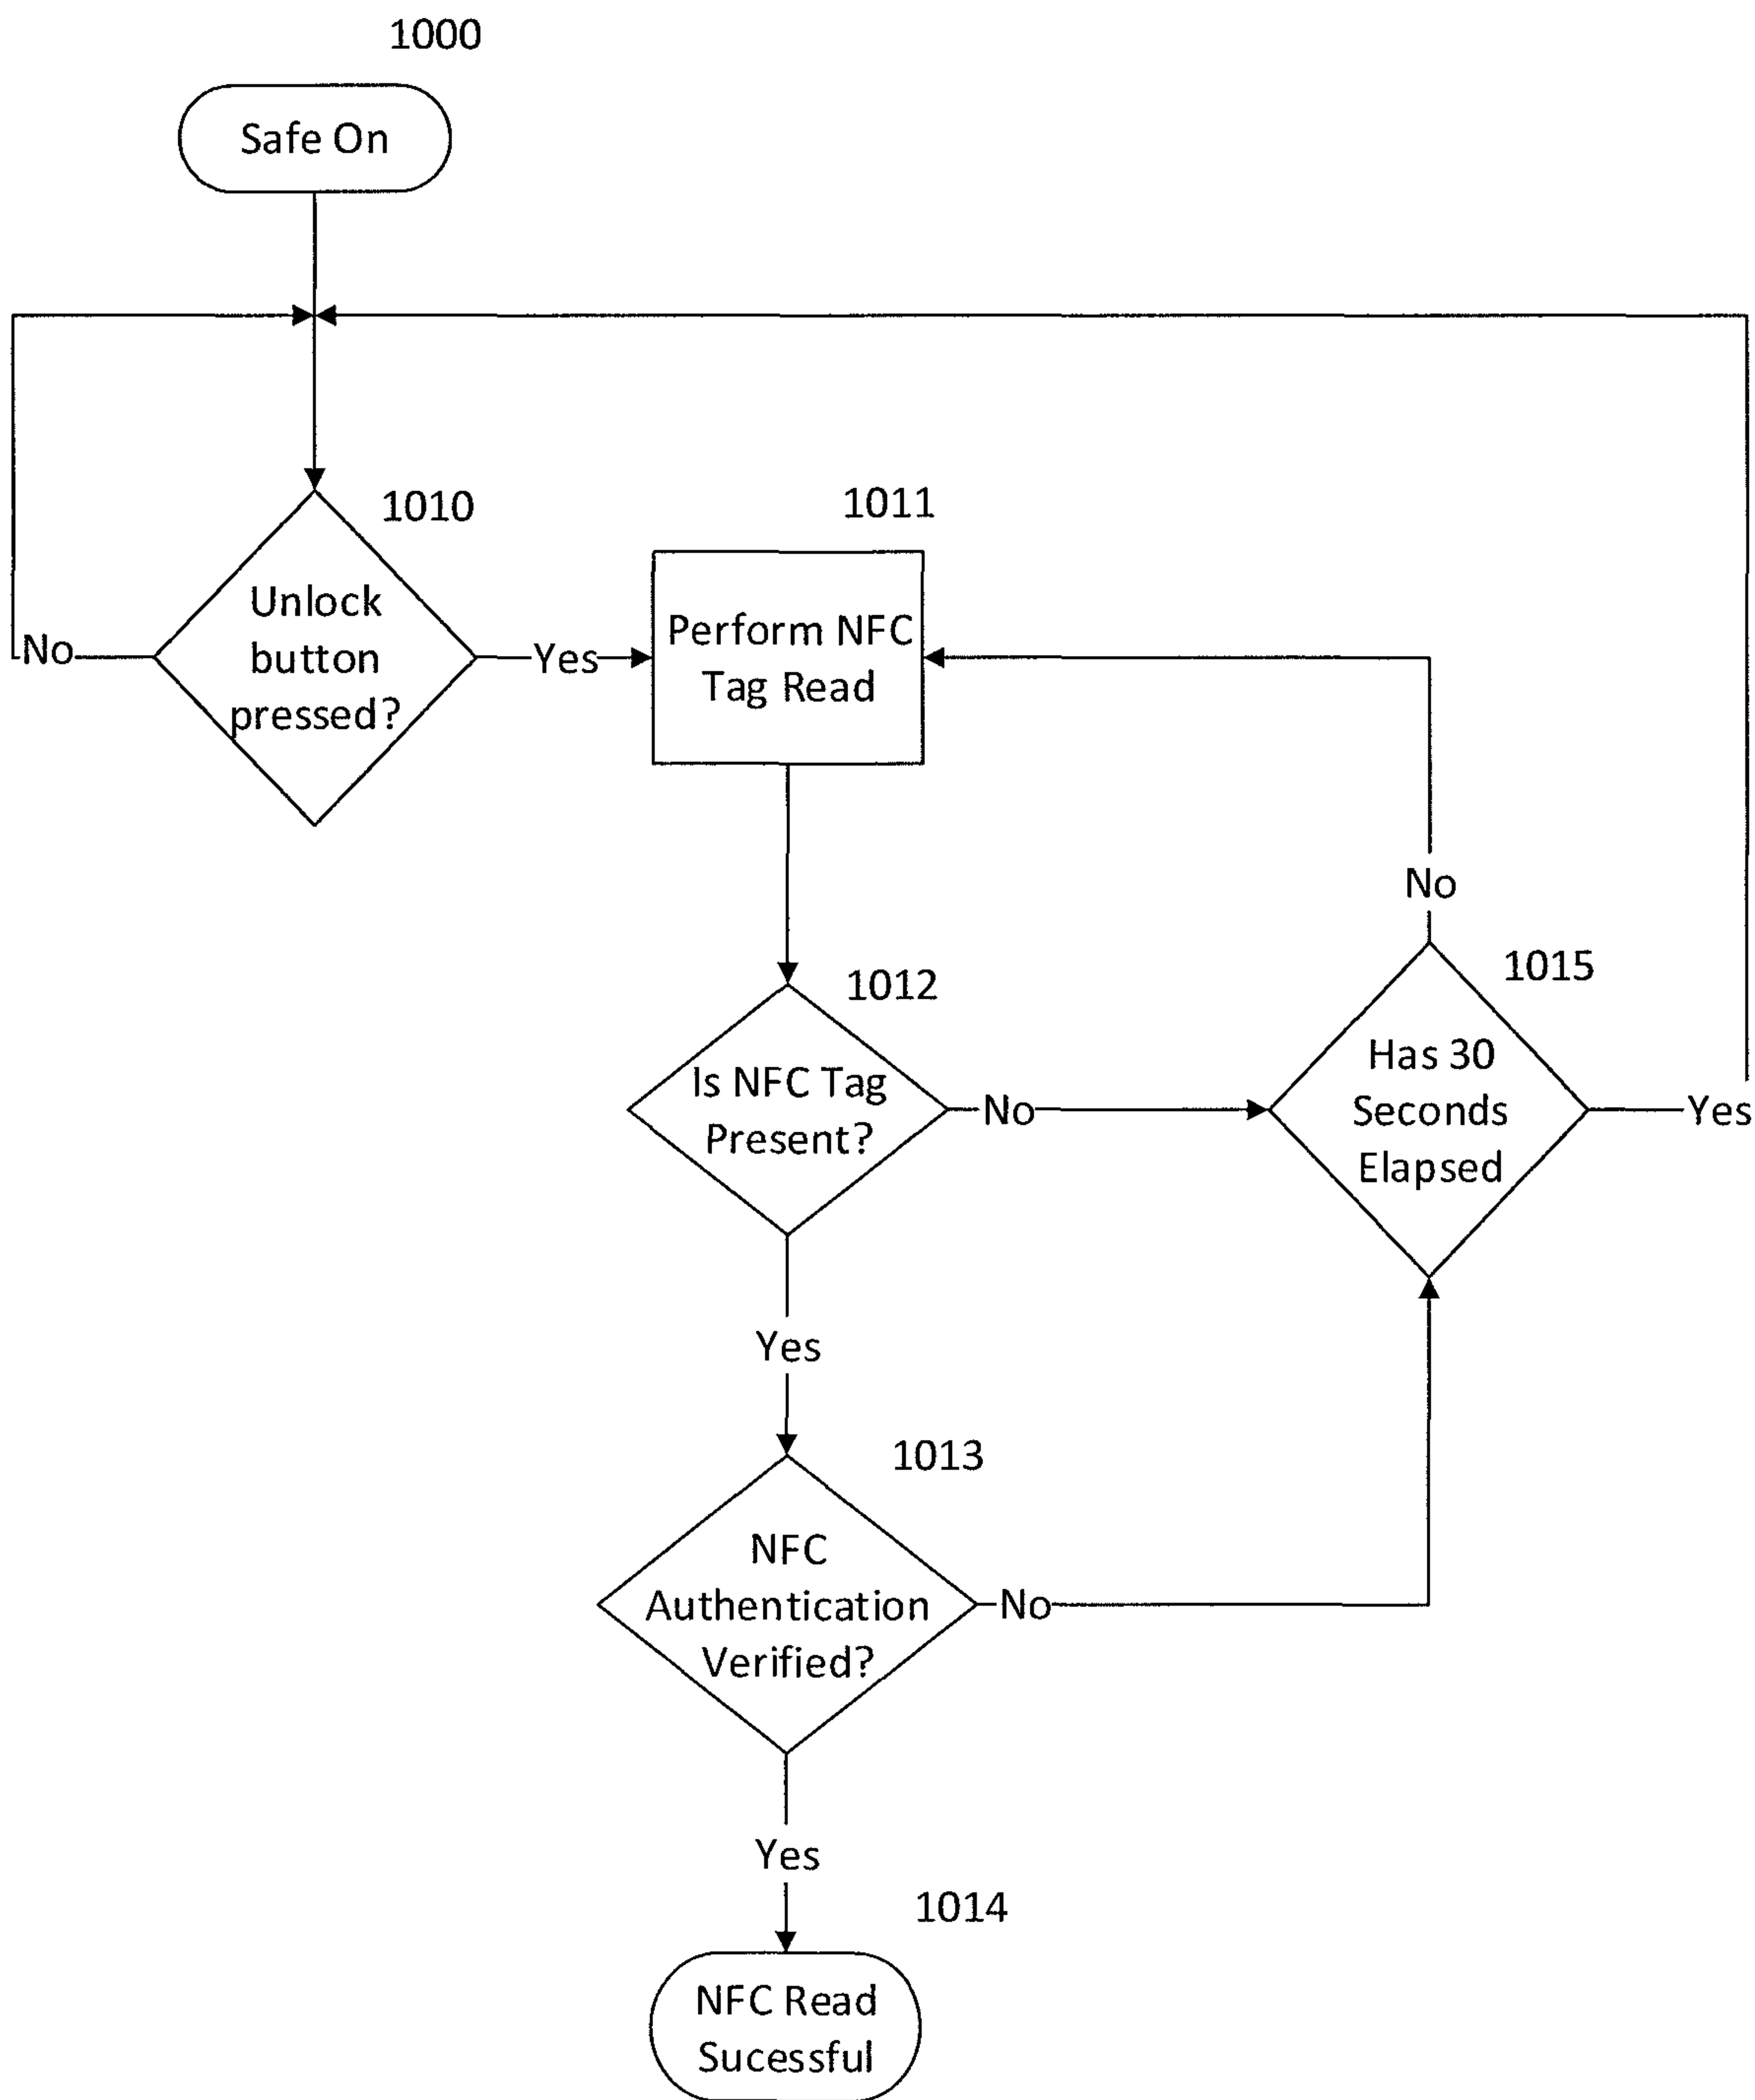 1000
Safe On
1010
Unlock
button
pressed?
No
Yes
1011
Perform NFC
Tag Read
1012
Is NFC Tag
Present?
No
Yes
1015
Has 30
Seconds
Elapsed
No
Yes
1013
NFC
Authentication
Verified?
No
Yes
1014
NFC Read
Sucessful